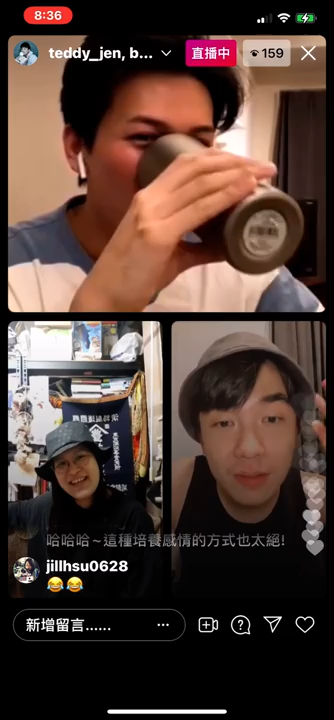 8:36
teddy_jen, b...
直播中
159
哈哈哈~這種培養感情的方式也太絕!
jillhsu0628
😂😂
新增留言......